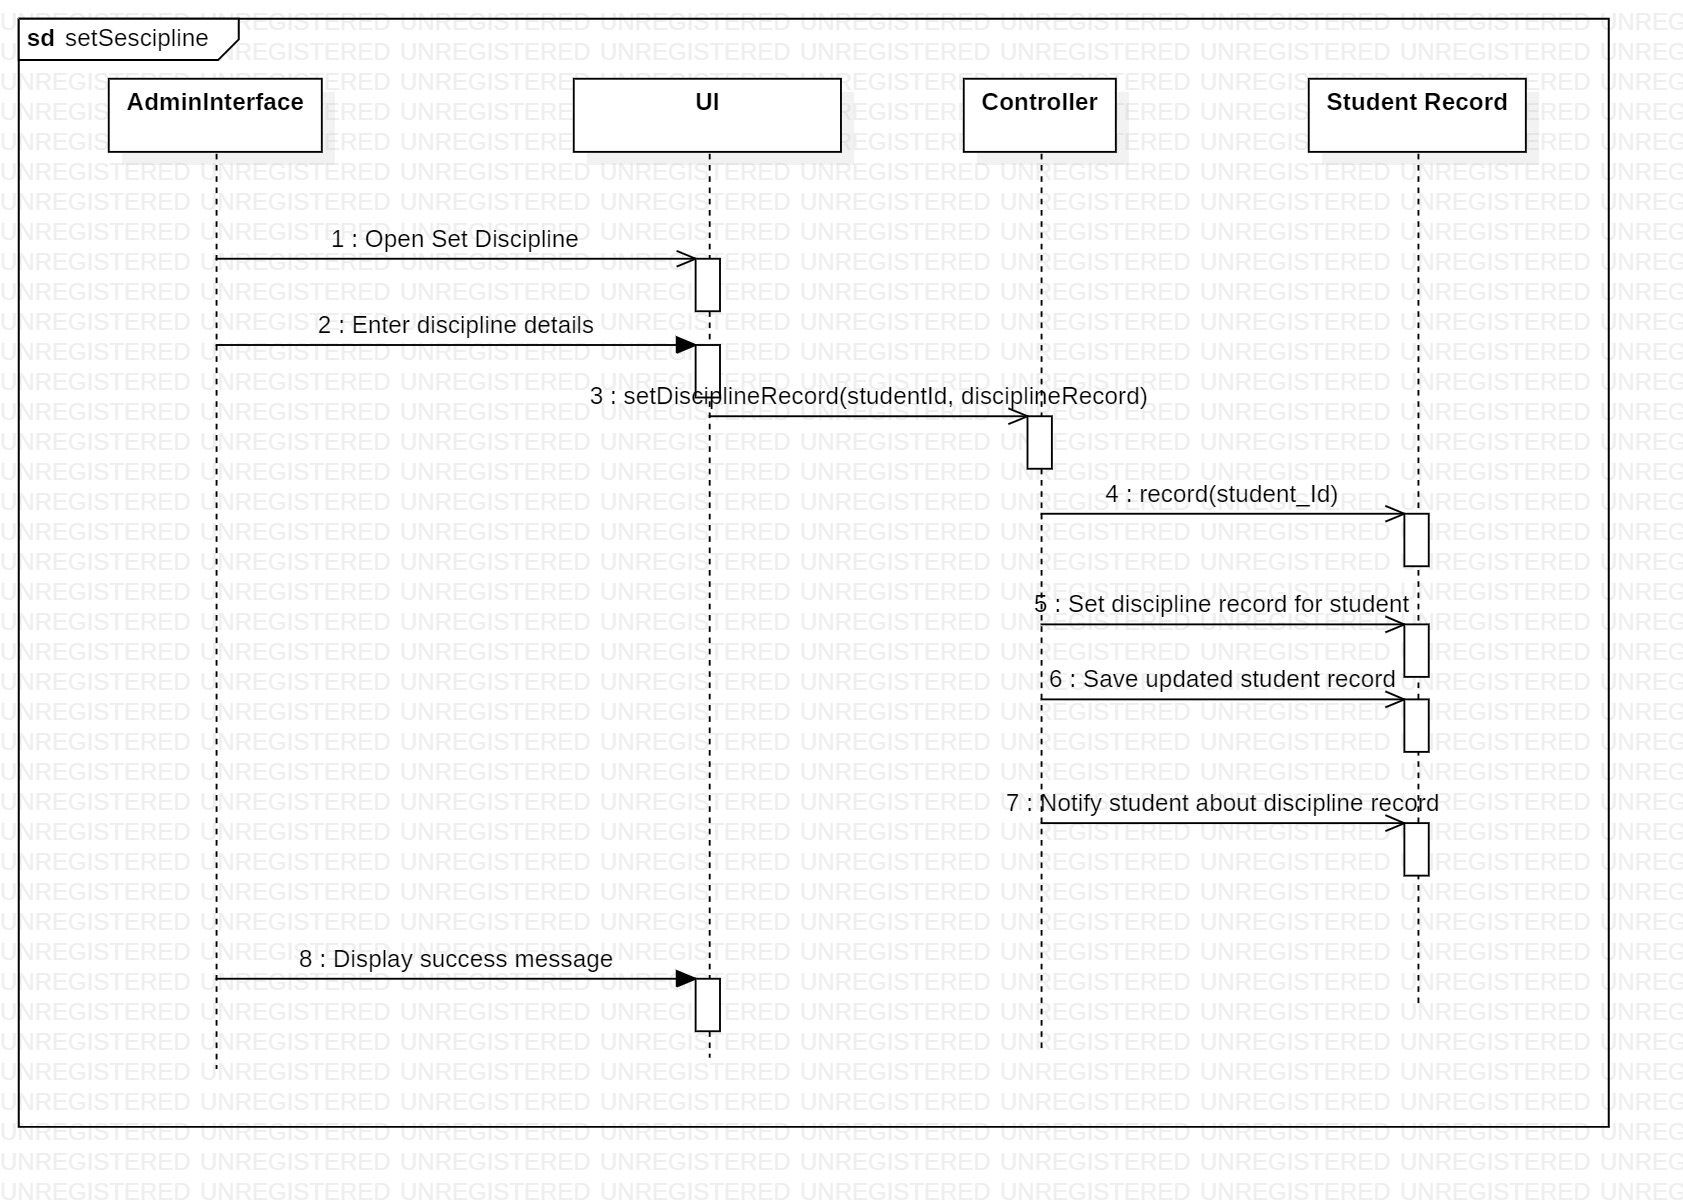 sd setSescipline
AdminInterface
UI
Controller
Student Record
1 : Open Set Discipline
2 : Enter discipline details
3 : setDisciplineRecord(studentId, disciplineRecord)
4 : record(student_Id)
5 : Set discipline record for student
6 : Save updated student record
7 : Notify student about discipline record
8 : Display success message
UNREGISTERED